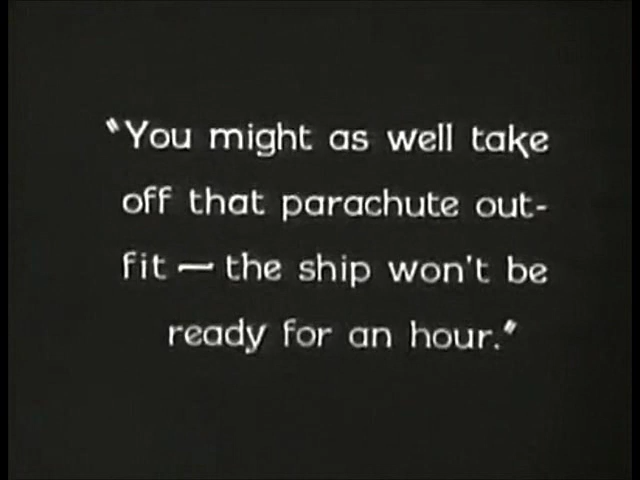 "You might as well take
off that parachute out-
fit — the ship won't be
ready for an hour."